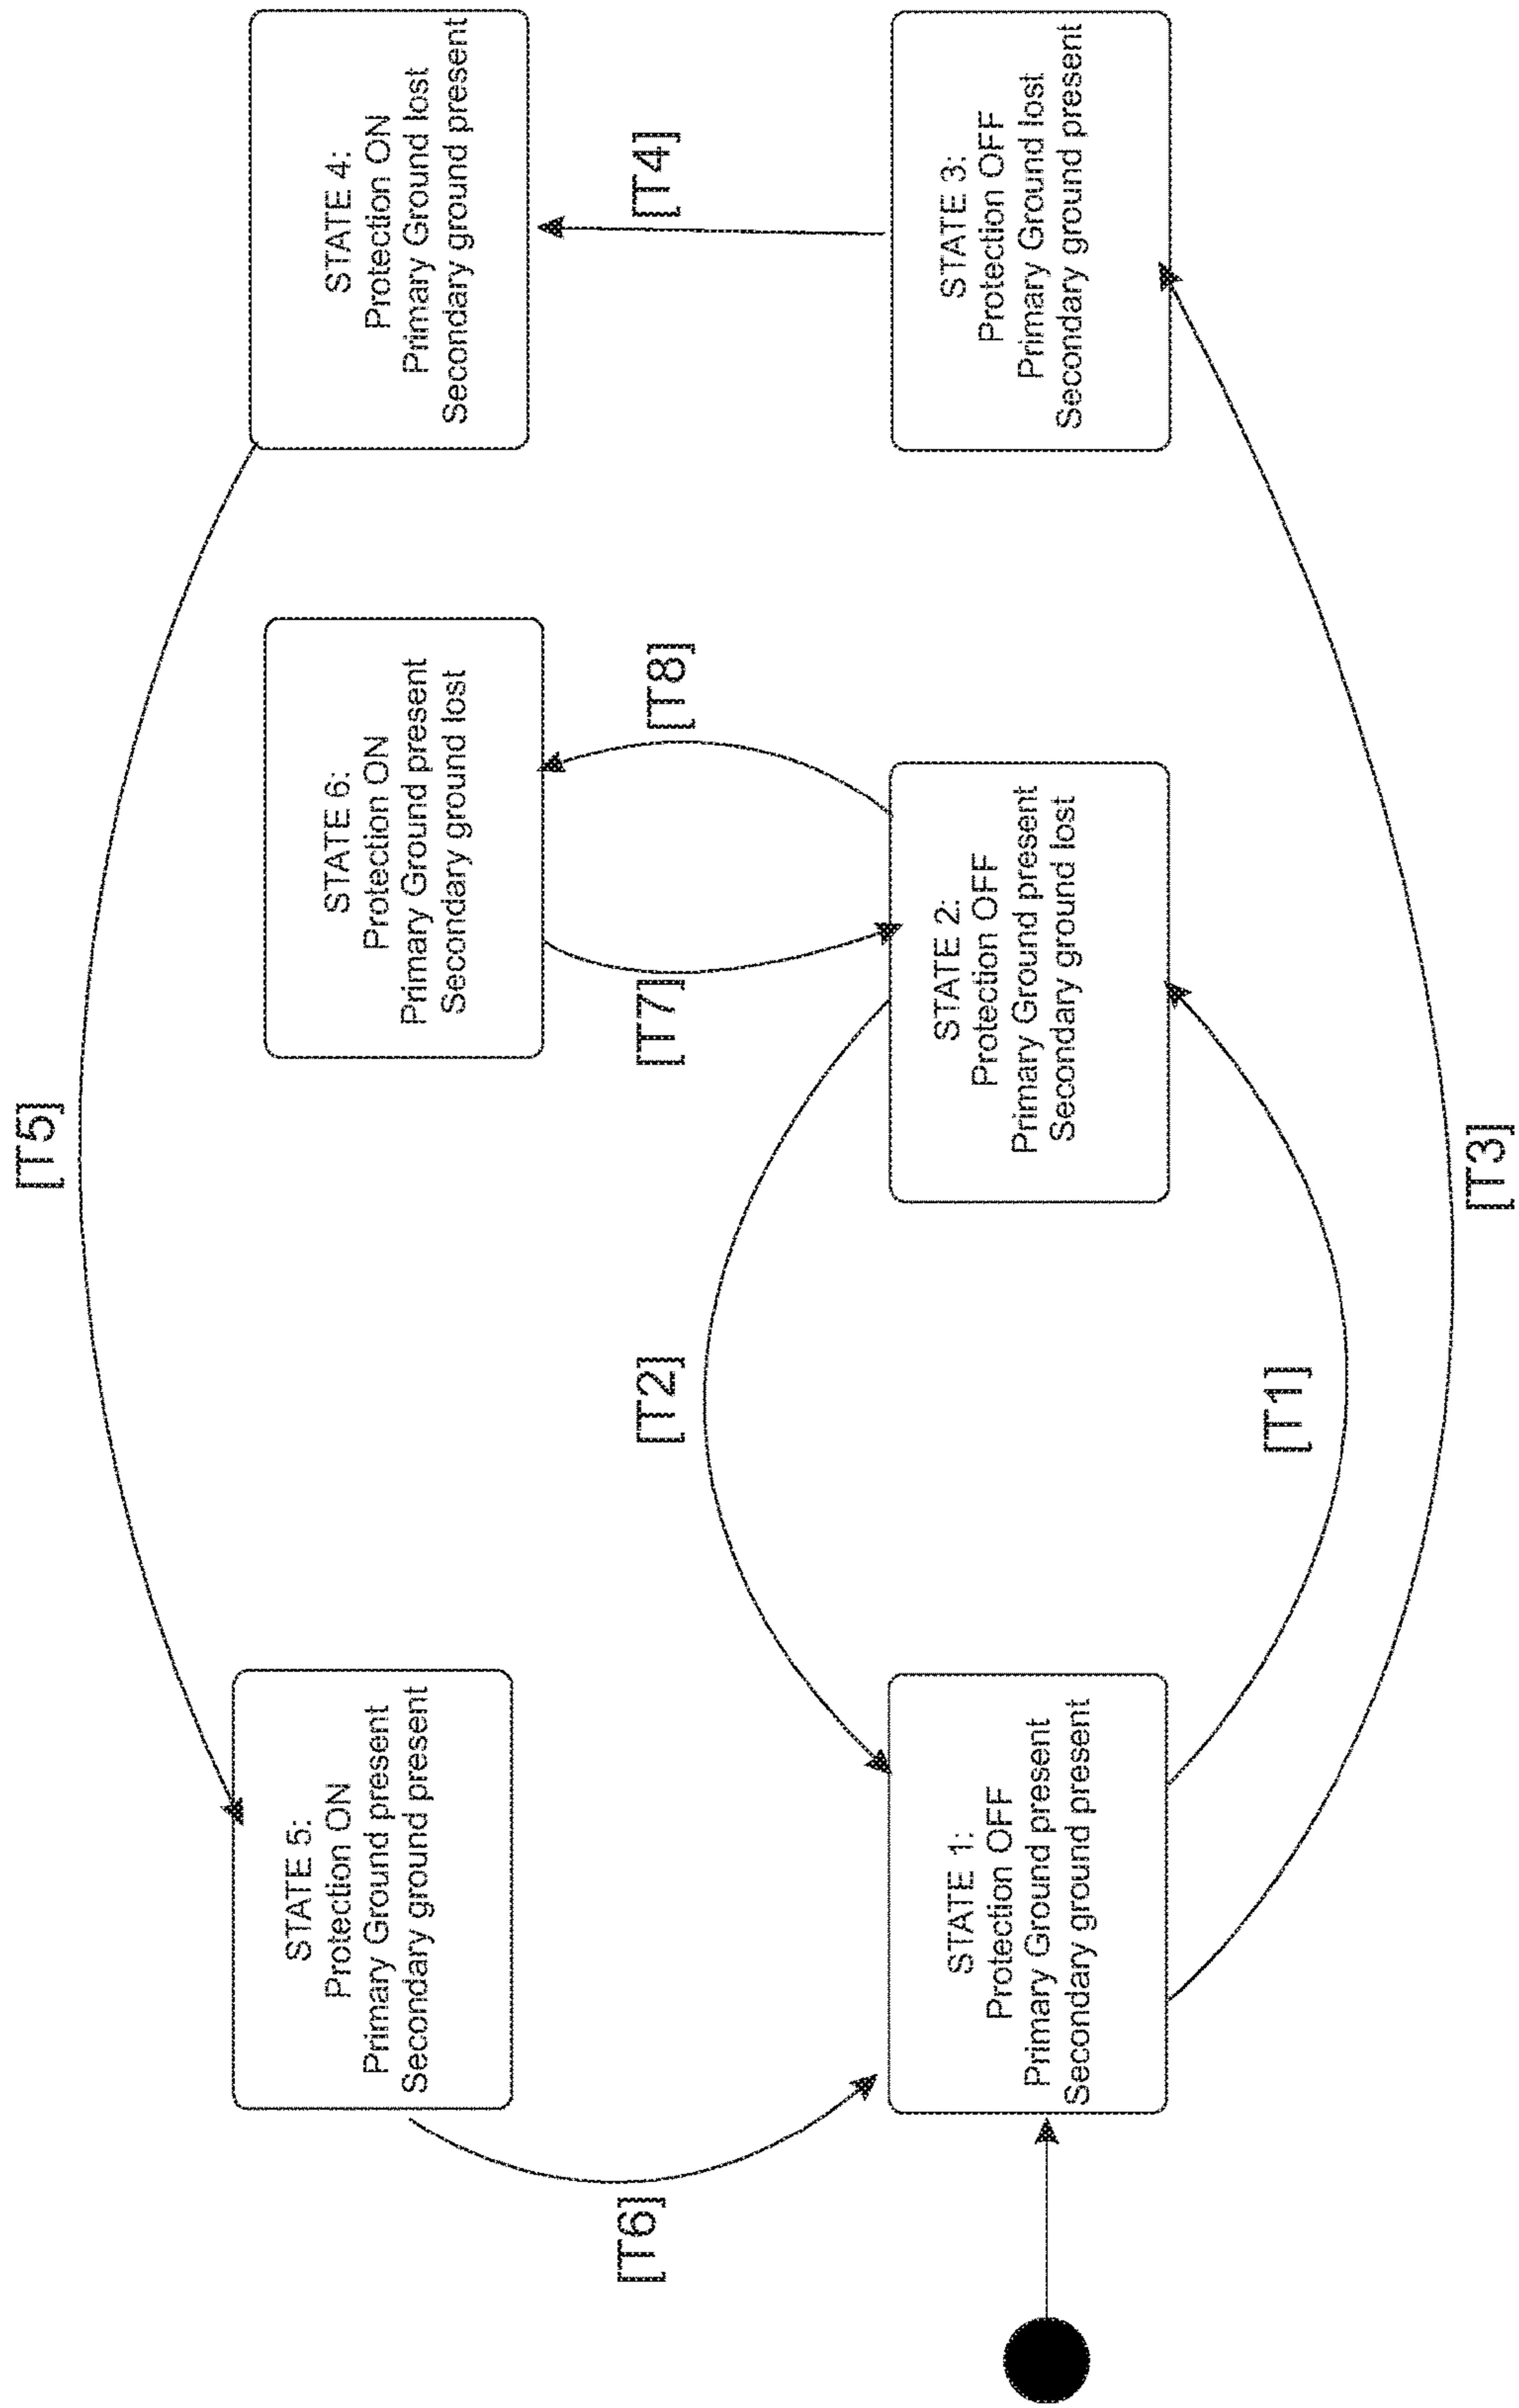 [T5]
STATE 5:
Protection ON
Primary Ground present
Secondary ground present
STATE 6:
Protection ON
Primary Ground present
Secondary ground lost
STATE 4:
Protection ON
Primary Ground lost
Secondary ground present
[T6]
[T2]
[T7]
[T8]
[T4]
STATE 1:
Protection OFF
Primary Ground present
Secondary ground present
STATE 2:
Protection OFF
Primary Ground present
Secondary ground lost
STATE 3:
Protection OFF
Primary Ground lost
Secondary ground present
[T1]
[T3]